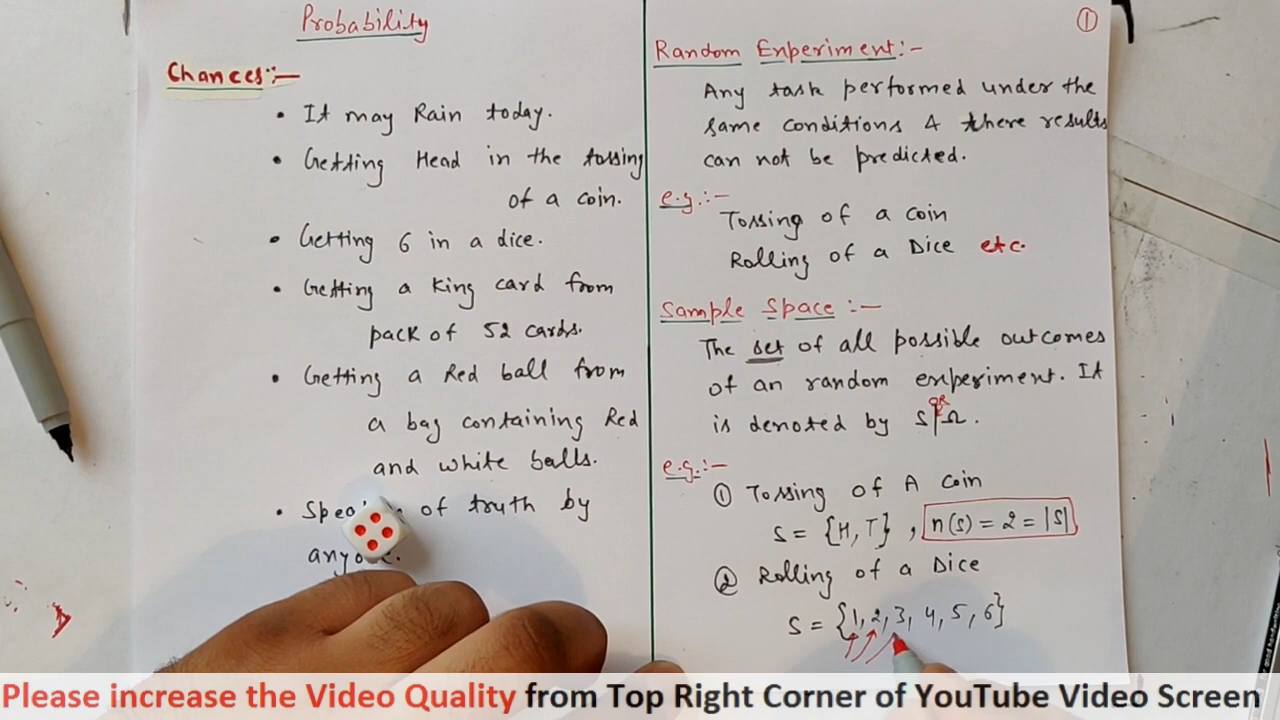 Probability
Chances:-
• It may Rain today.
• Getting Head in the tossing
of a coin.
• Getting 6 in a dice.
• Getting a King card from
pack of 52 cards.
• Getting a Red ball from
a bag containing Red
and white balls.
• of truth by
①
Random Experiment:-
Any task performed under the
same conditions & there results
can not be predicted.
e.g.:-
Tossing of a coin
Rolling of a Dice etc.
Sample Space :-
The set of all possible outcomes
of an random experiment. It
OR
is denoted by S|Ω.
e.g.:-
① Tossing of A coin
S = {H, T} , n(s) = 2 = |S|
② Rolling of a Dice
S = {1, 2, 3, 4, 5, 6}
Please increase the Video Quality from Top Right Corner of YouTube Video Screen